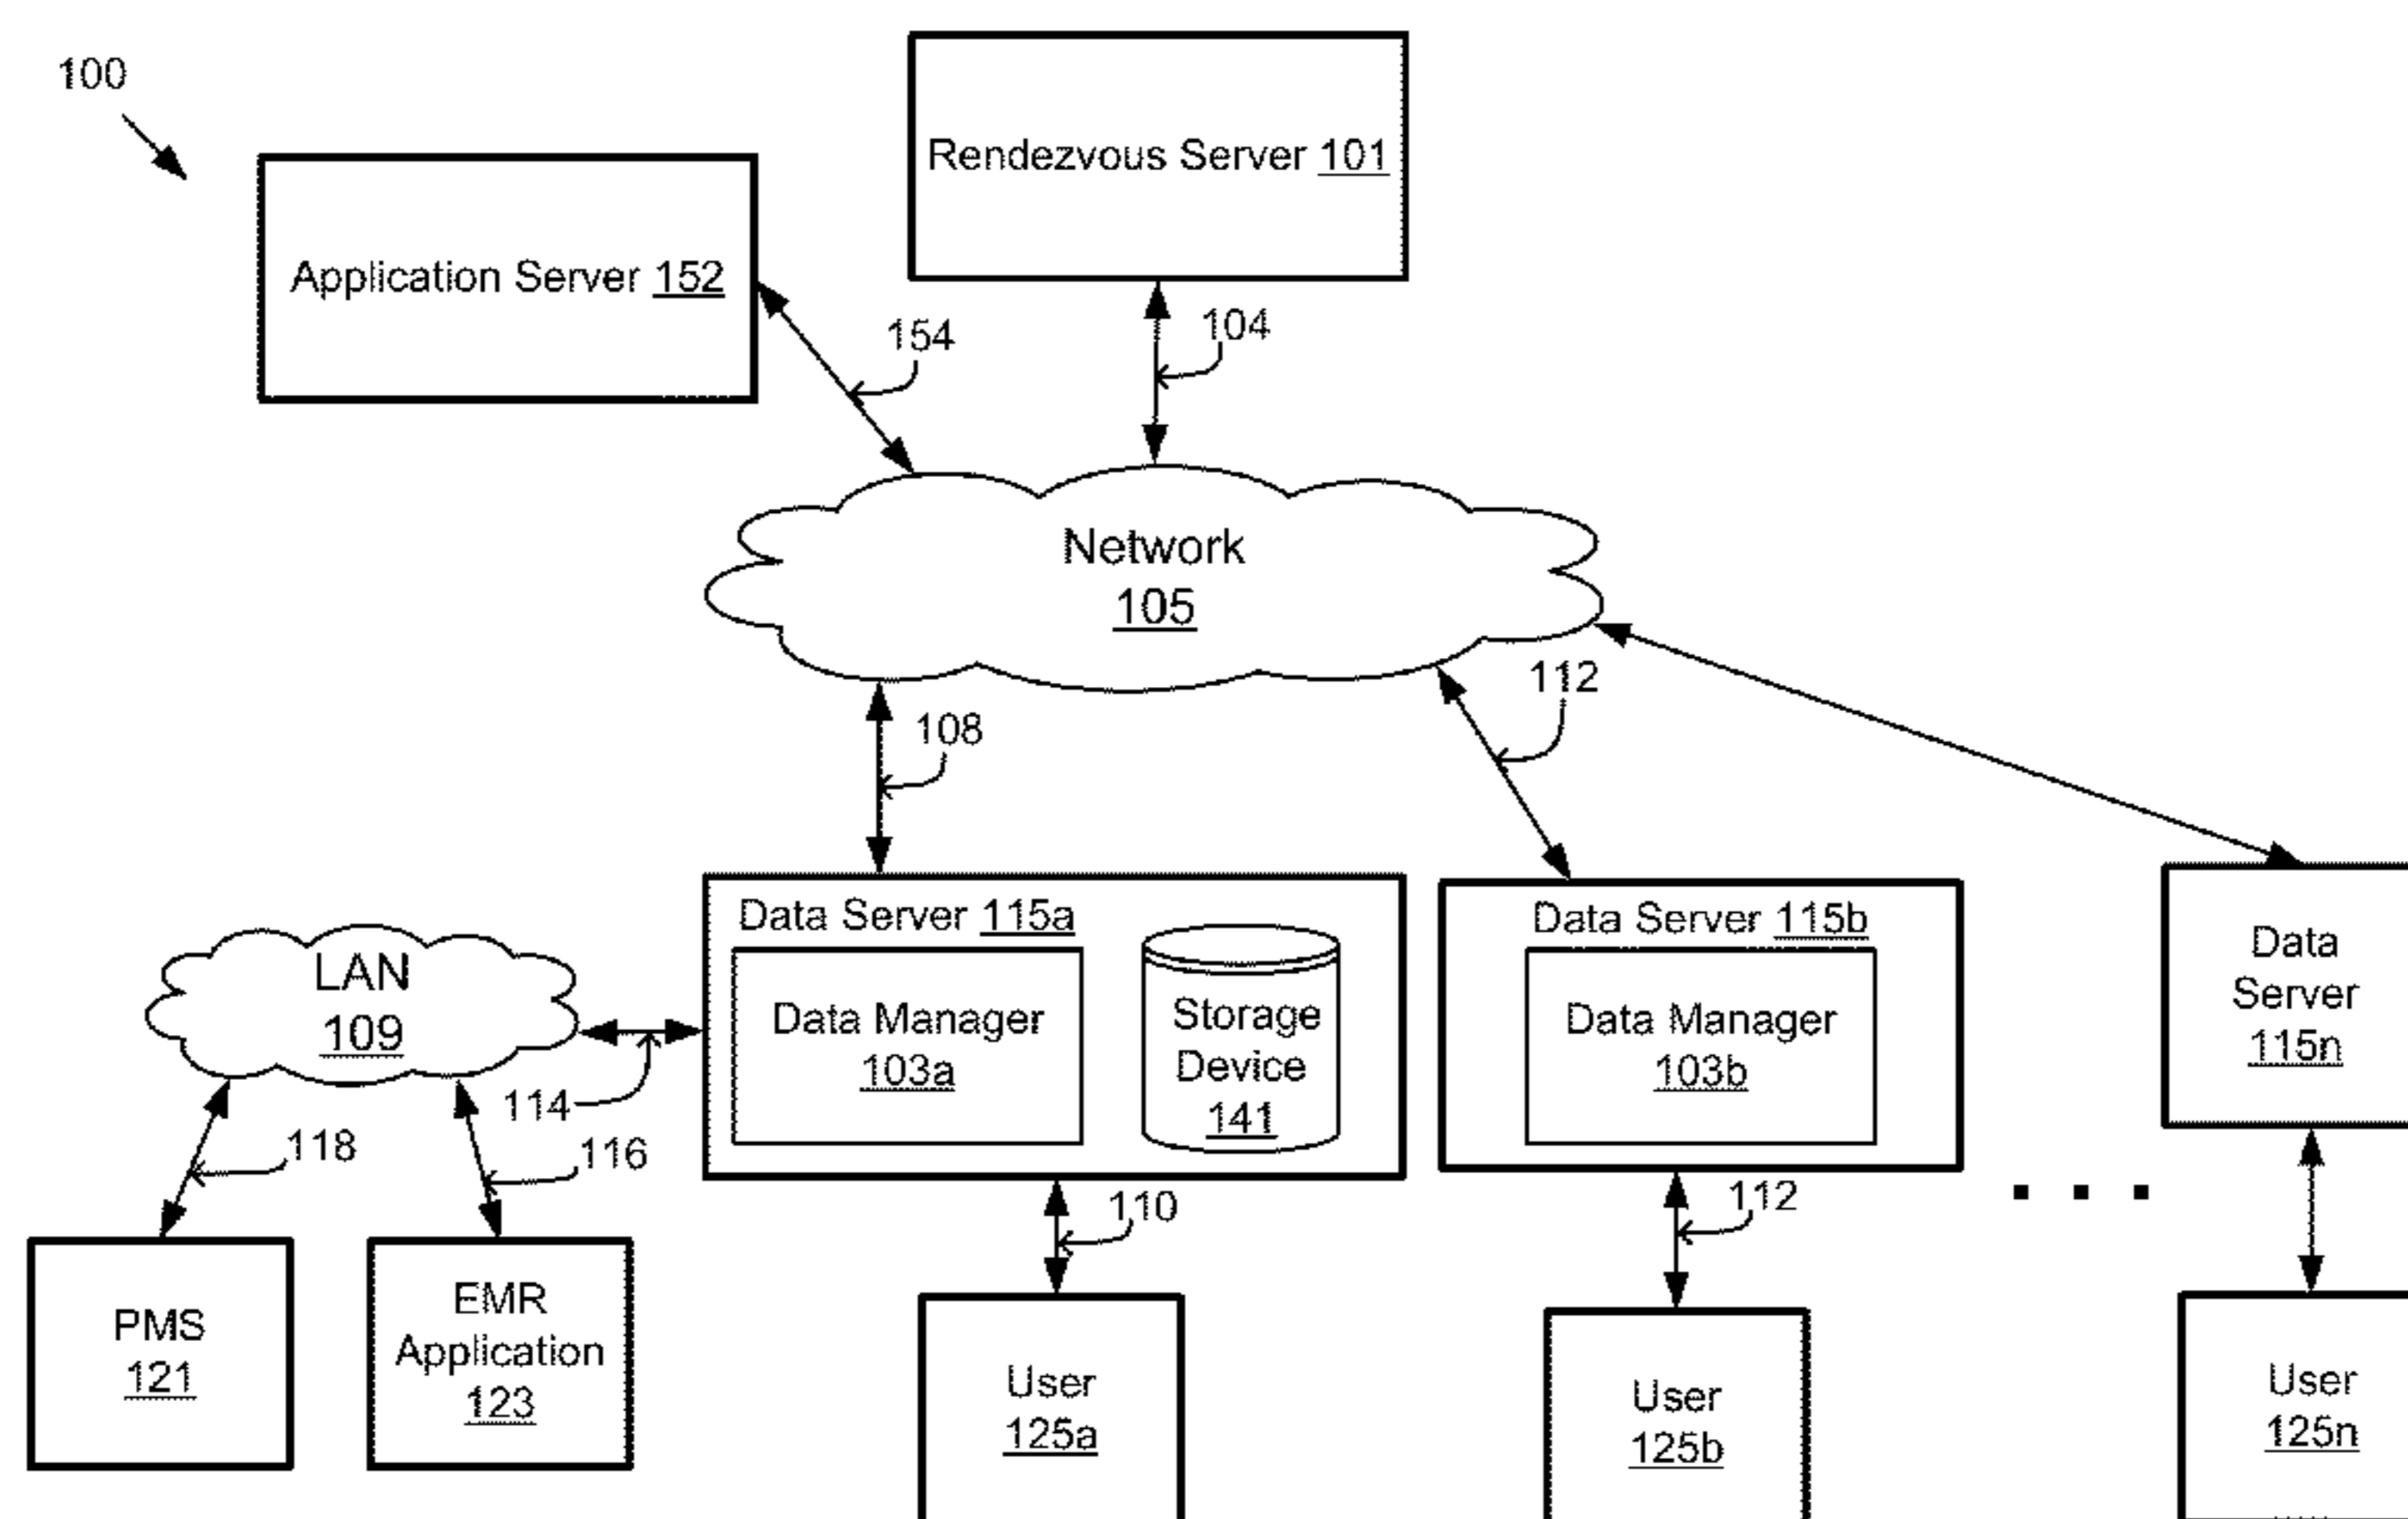 100
Rendezvous Server 101
Application Server 152
154
104
Network
105
112
108
Data Server 115a
Data Manager
103a
Storage
Device
141
Data Server 115b
Data Manager
103b
Data
Server
115n
LAN
109
114
118
116
110
112
PMS
121
EMR
Application
123
User
125a
User
125b
User
125n